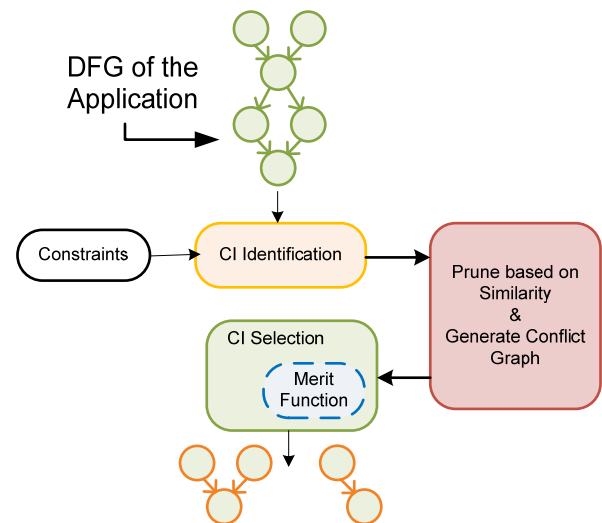 DFG of the
Application
Constraints
CI Identification
Prune based on
Similarity
&
Generate Conflict
Graph
CI Selection
Merit
Function